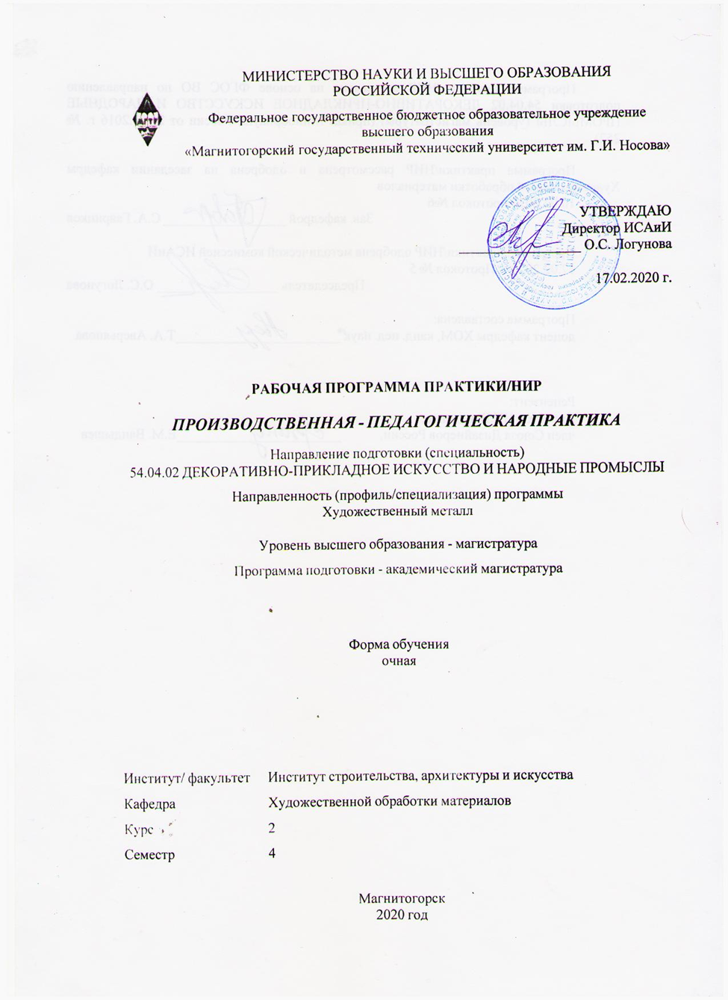 МИНИСТЕРСТВО НАУКИ И ВЫСШЕГО ОБРАЗОВАНИЯ
РОССИЙСКОЙ ФЕДЕРАЦИИ
Федеральное государственное бюджетное образовательное учреждение
высшего образования
«Магнитогорский государственный технический университет им. Г.И. Носова»
УТВЕРЖДАЮ
Директор ИСАиИ
О.С. Логунова
17.02.2020 г.
РАБОЧАЯ ПРОГРАММА ПРАКТИКИ/НИР
ПРОИЗВОДСТВЕННАЯ - ПЕДАГОГИЧЕСКАЯ ПРАКТИКА
Направление подготовки (специальность)
54.04.02 ДЕКОРАТИВНО-ПРИКЛАДНОЕ ИСКУССТВО И НАРОДНЫЕ ПРОМЫСЛЫ
Направленность (профиль/специализация) программы
Художественный металл
Уровень высшего образования - магистратура
Программа подготовки - академический магистратура
Форма обучения
очная
Институт/ факультет Институт строительства, архитектуры и искусства
Кафедра Художественной обработки материалов
Курс 2
Семестр 4
Магнитогорск
2020 год